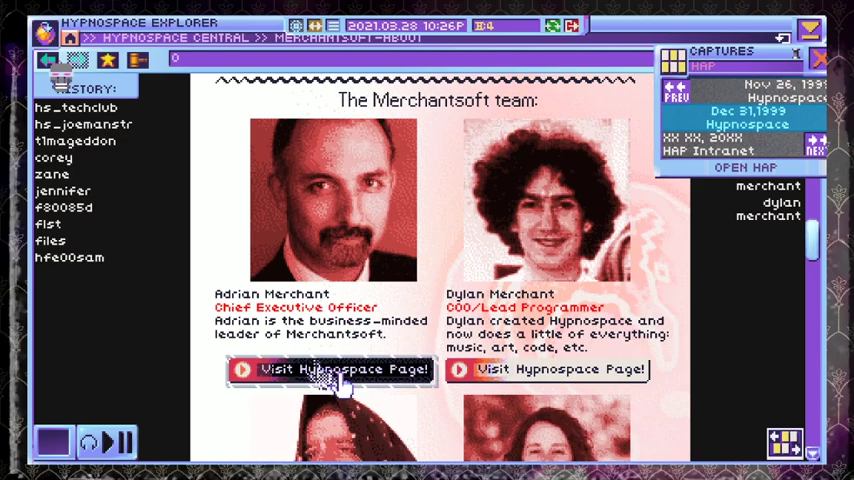 HYPNOSPACE EXPLORER
2021.03.28 10:26PM
>> HYPNOSPACE CENTRAL >> MERCHANTSOFT-ABOUT
0
HISTORY:
hs_techclub
hs_joemanstr
t1mageddon
corey
zane
jennifer
f80085d
flst
files
hfe00sam
The Merchantsoft team:
Adrian Merchant
Chief Executive Officer
Adrian is the business-minded
leader of Merchantsoft.
Visit Hypnospace Page!
Dylan Merchant
COO/Lead Programmer
Dylan created Hypnospace and
now does a little of everything:
music, art, code, etc.
Visit Hypnospace Page!
CAPTURES
HAP
PREV
Nov 26, 1999
Hypnospace
Dec 31,1999
Hypnospace
XX XX, 20XX
HAP Intranet
NEXT
OPEN HAP
merchant
dylan
merchant